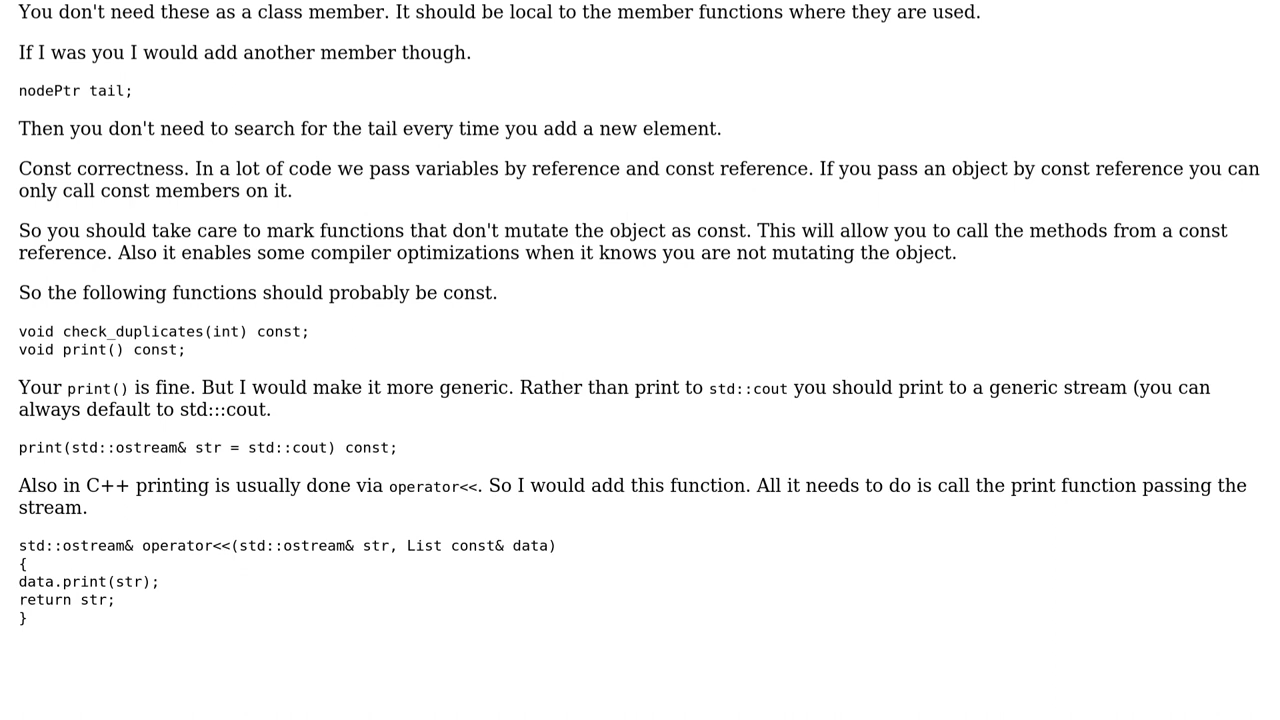 You don't need these as a class member. It should be local to the member functions where they are used.
If I was you I would add another member though.
nodePtr tail;
Then you don't need to search for the tail every time you add a new element.
Const correctness. In a lot of code we pass variables by reference and const reference. If you pass an object by const reference you can
only call const members on it.
So you should take care to mark functions that don't mutate the object as const. This will allow you to call the methods from a const
reference. Also it enables some compiler optimizations when it knows you are not mutating the object.
So the following functions should probably be const.
void check_duplicates(int) const;
void print() const;
Your print() is fine. But I would make it more generic. Rather than print to std::cout you should print to a generic stream (you can
always default to std:::cout.
print(std::ostream& str = std::cout) const;
Also in C++ printing is usually done via operator<<. So I would add this function. All it needs to do is call the print function passing the
stream.
std::ostream& operator<<(std::ostream& str, List const& data)
{
data.print(str);
return str;
}